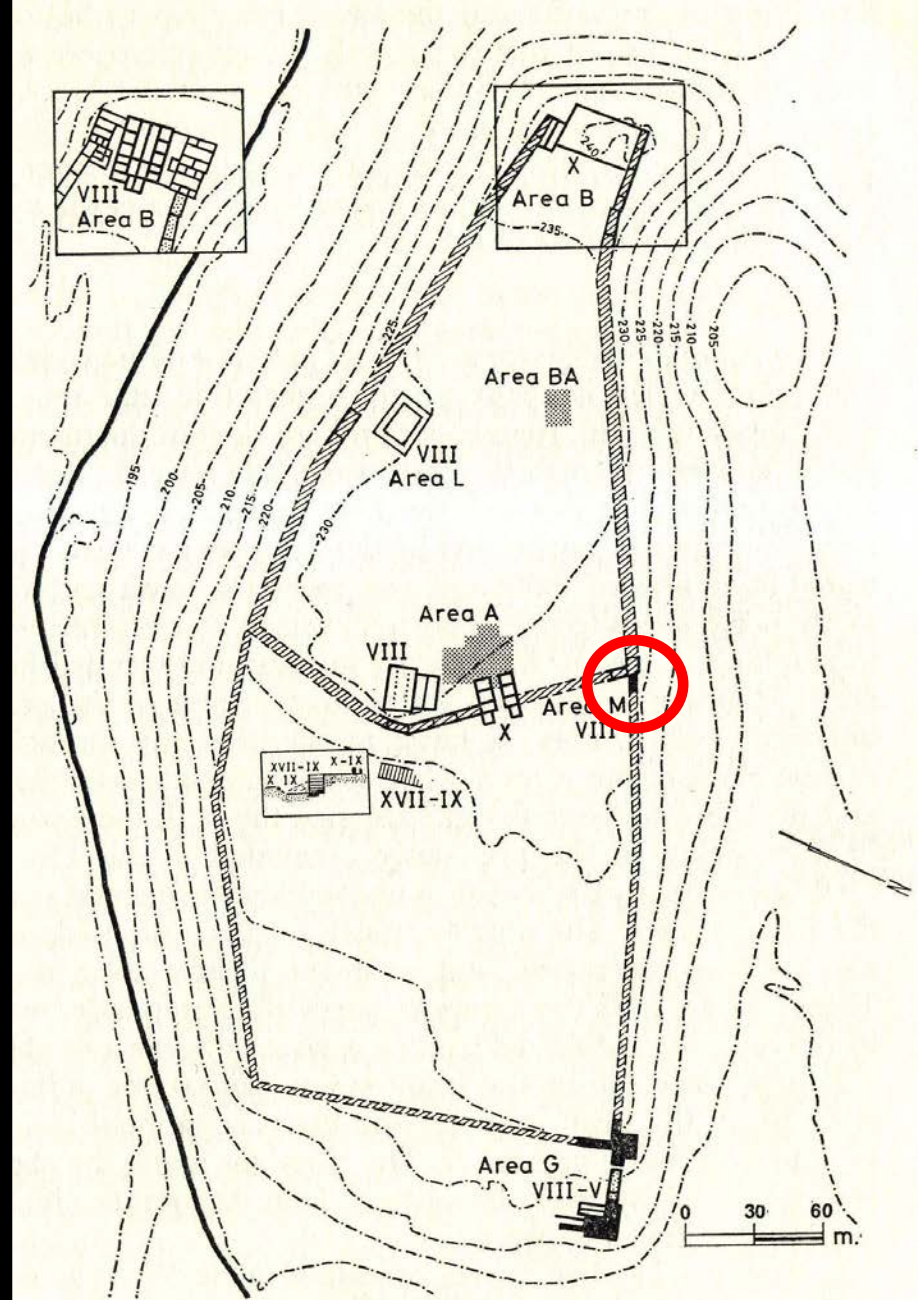 VIII
Area B
240
X
Area B
235
225
230
225
220
215
210
205
Area BA
VIII
Area L
195
200
205
210
215
220
230
Area A
VIII
Area M
VIII
X
XVII-IX X-IX
X IX
XVII-IX
N
Area G
VIII-V
0 30 60
m.